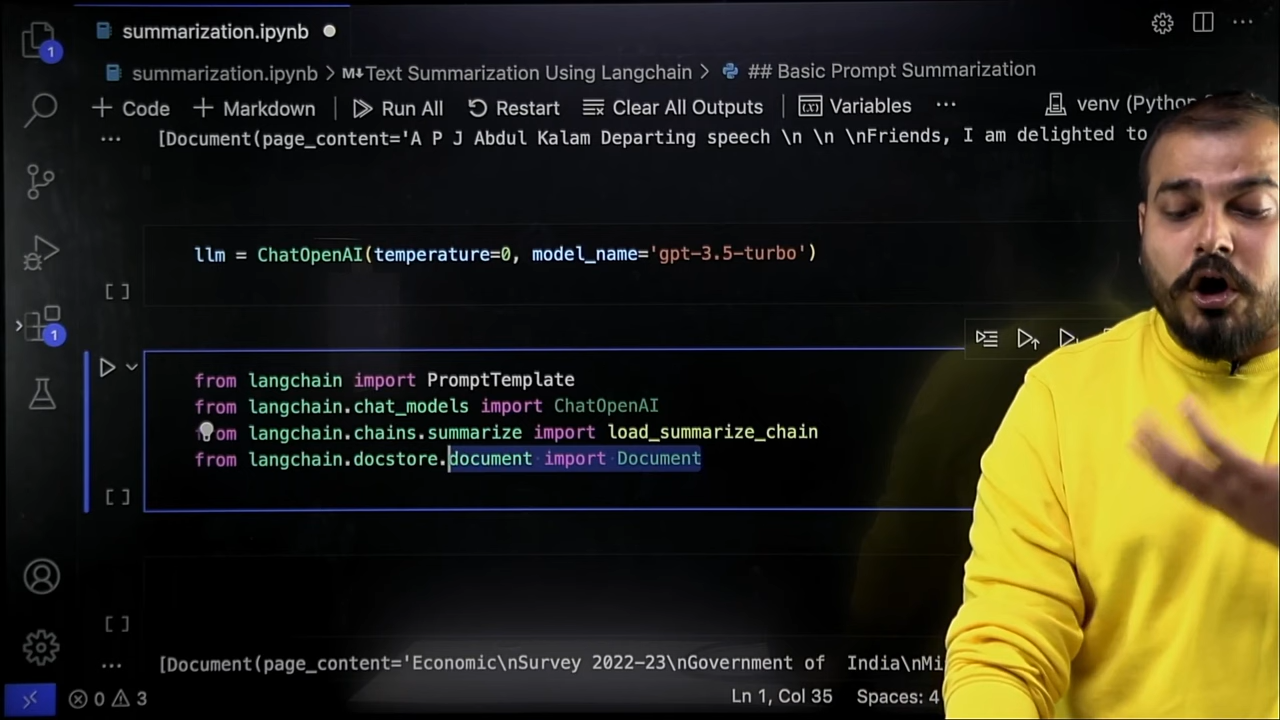 1
summarization.ipynb
summarization.ipynb > M↓Text Summarization Using Langchain > ## Basic Prompt Summarization
+ Code + Markdown Run All Restart Clear All Outputs Variables ... venv (Python
... [Document(page_content='A P J Abdul Kalam Departing speech \n \n \nFriends, I am delighted to
llm = ChatOpenAI(temperature=0, model_name='gpt-3.5-turbo')
[ ]
1
from langchain import PromptTemplate
from langchain.chat_models import ChatOpenAI
om langchain.chains.summarize import load_summarize_chain
from langchain.docstore.document import Document
[ ]
[ ]
... [Document(page_content='Economic\nSurvey 2022-23\nGovernment of India\nMi
0 3 Ln 1, Col 35 Spaces: 4